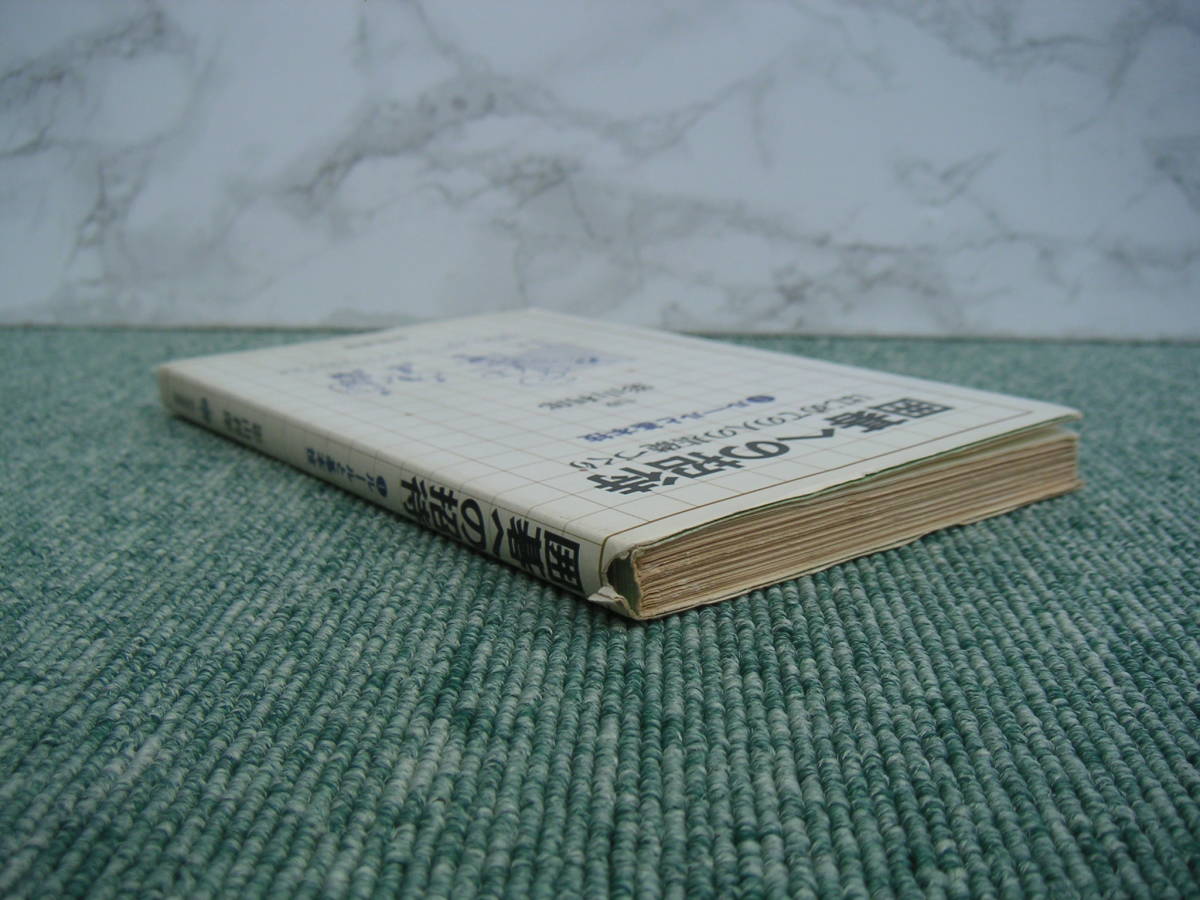 囲碁への招待
はじめての人の基礎づくり
❶ルールと基本技
囲碁への招待
❶ルールと基本技